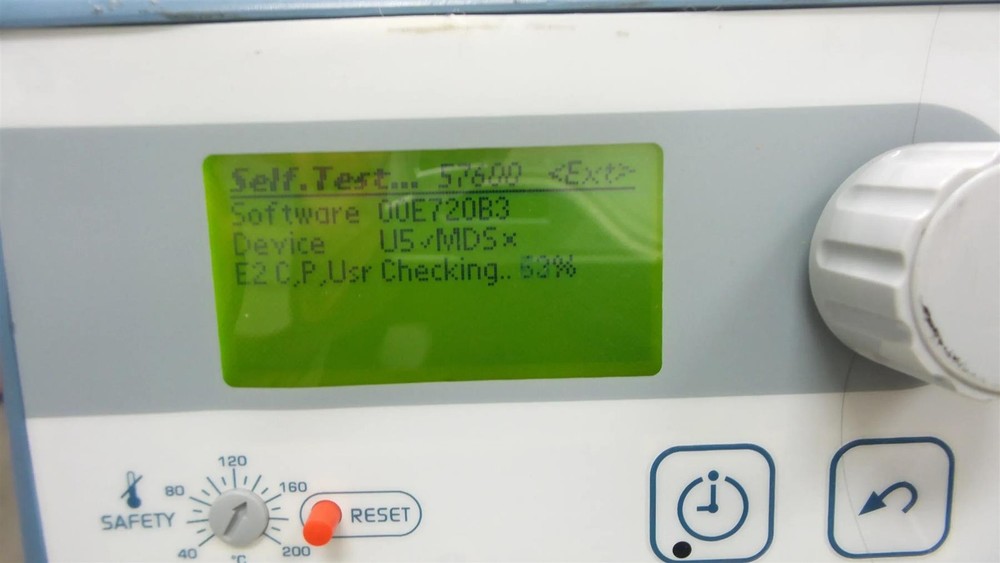 Self.Test... 57600 <Ext>
Software 00E720B3
Device U5✓MDS×
E2 C,P,Usr Checking.. 63%
120
80 160
SAFETY RESET
40 °C 200